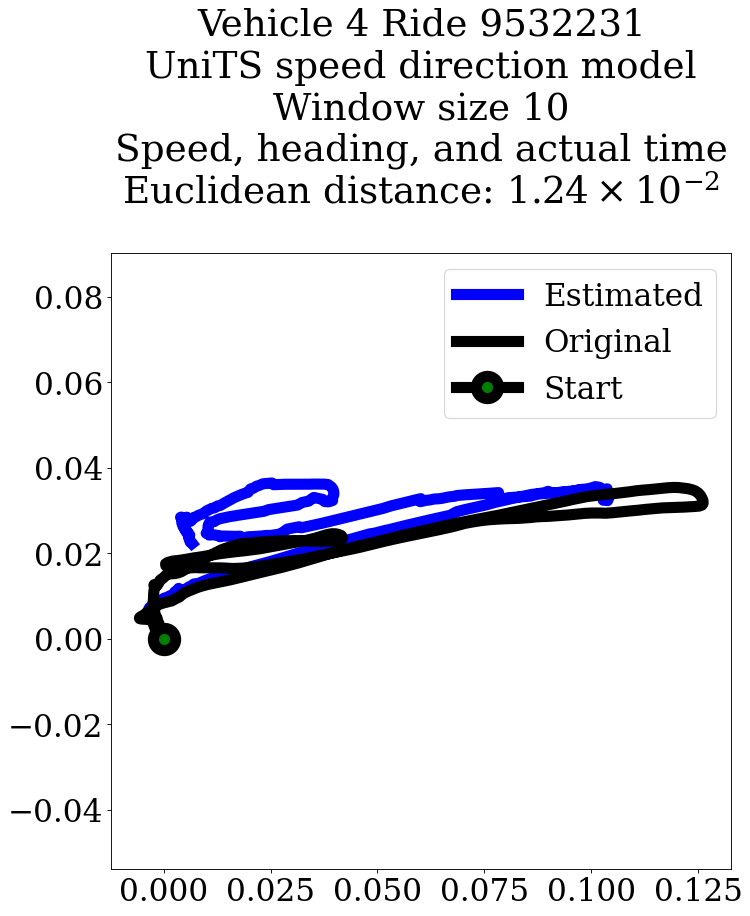 Vehicle 4 Ride 9532231
UniTS speed direction model
Window size 10
Speed, heading, and actual time
Euclidean distance: 1.24 × 10⁻²
Estimated
Original
Start
0.08
0.06
0.04
0.02
0.00
−0.02
−0.04
0.000 0.025 0.050 0.075 0.100 0.125